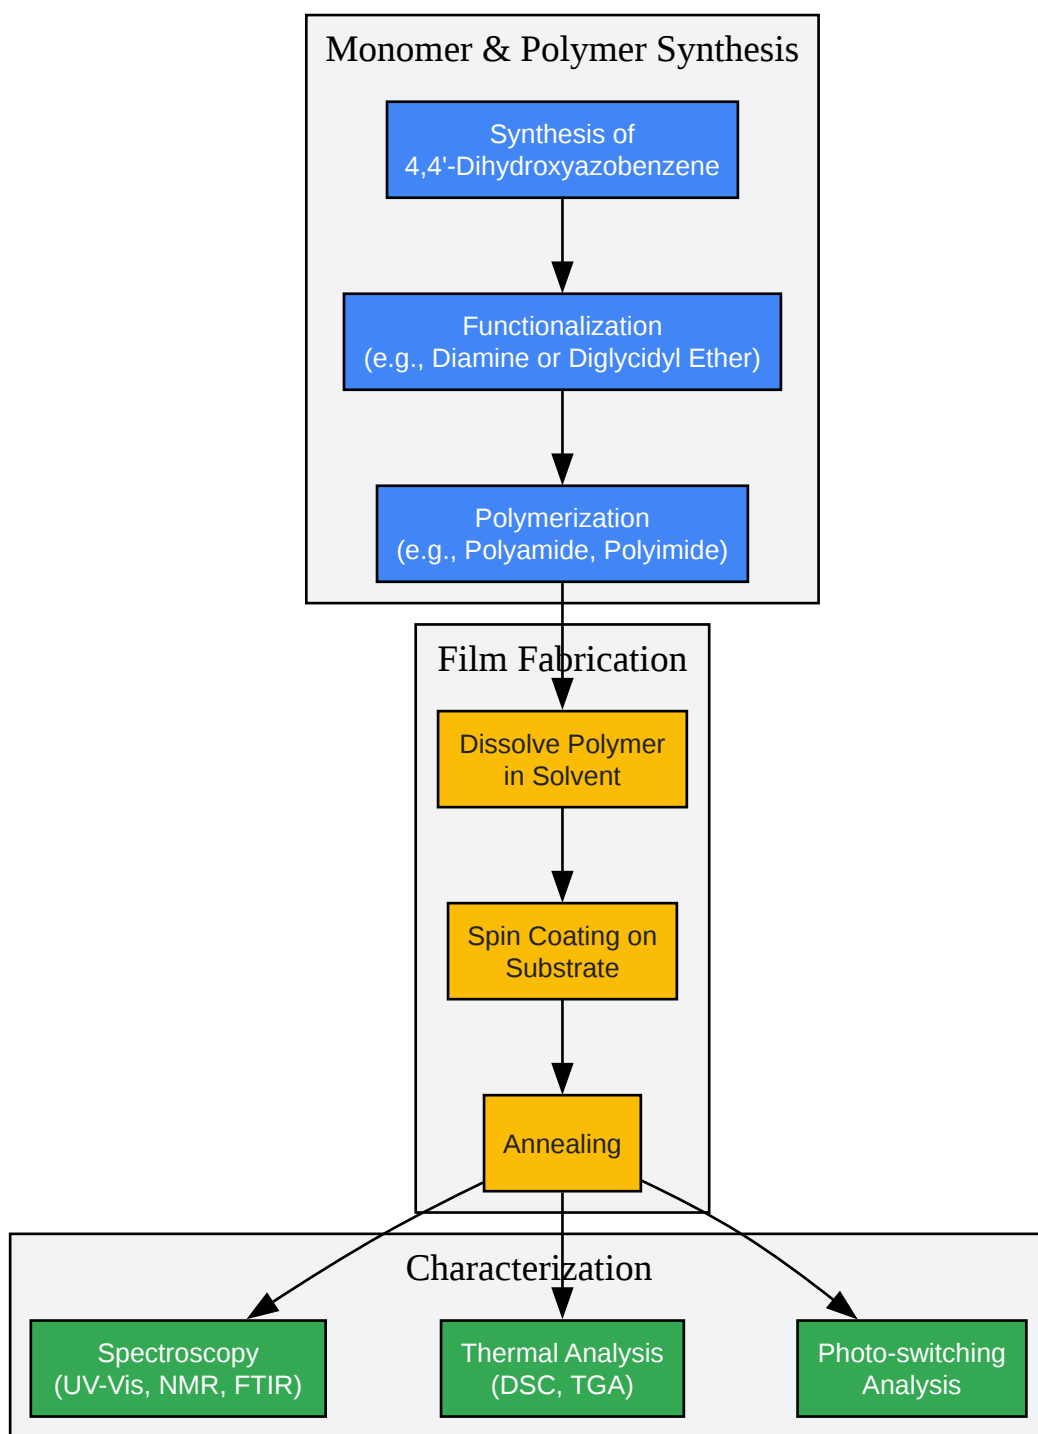 Monomer & Polymer Synthesis
Synthesis of
4,4'-Dihydroxyazobenzene
Functionalization
(e.g., Diamine or Diglycidyl Ether)
Polymerization
(e.g., Polyamide, Polyimide)
Film Fabrication
Dissolve Polymer
in Solvent
Spin Coating on
Substrate
Annealing
Characterization
Spectroscopy
(UV-Vis, NMR, FTIR)
Thermal Analysis
(DSC, TGA)
Photo-switching
Analysis